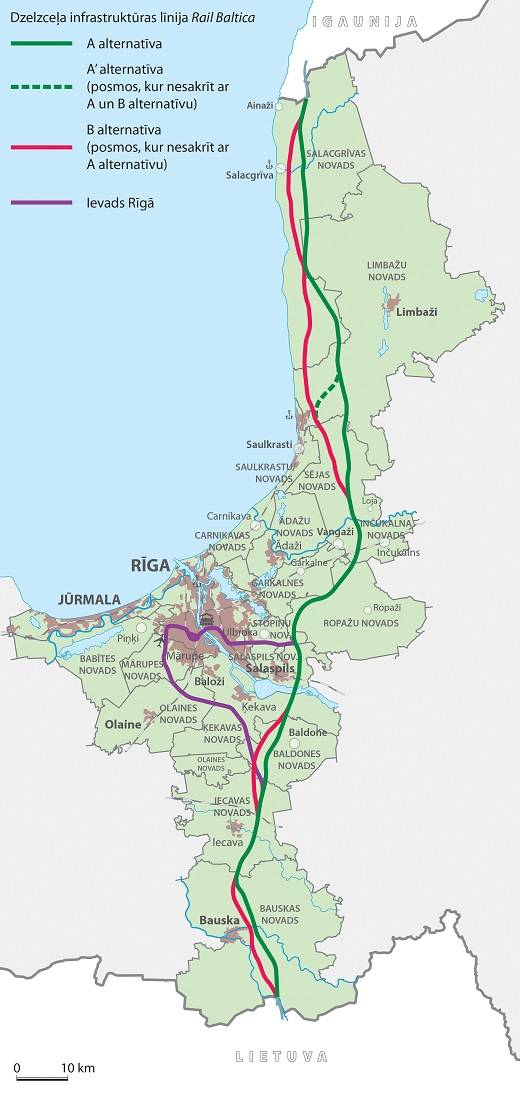 Dzelzceļa infrastruktūras līnija Rail Baltica
A alternatīva
A' alternatīva
(posmos, kur nesakrīt ar
A un B alternatīvu)
B alternatīva
(posmos, kur nesakrīt ar
A alternatīvu)
Ievads Rīgā
IGAUNIJA
Ainaži
SALACGRĪVAS
NOVADS
Salacgrīva
LIMBAŽU
NOVADS
Limbaži
Saulkrasti
SAULKRASTU
NOVADS
SĒJAS
NOVADS
Loja
Carnikava
ĀDAŽU
NOVADS
Vangaži
INČUKALNA
NOVADS
CARNIKAVAS
NOVADS
Ādaži
Inčukalns
Garkalne
RĪGA
GARKALNES
NOVADS
JŪRMALA
Ropaži
ROPAŽU NOVADS
STOPIŅU
NOV.
Ulbroka
Piņķi
BABĪTES
NOVADS
MĀRUPES
NOVADS
Mārupe
SALASPILS NOV.
Salaspils
Baloži
Ķekava
Olaine
OLAINES
NOVADS
ĶEKAVAS
NOVADS
Baldone
BALDONES
NOVADS
OLAINES
NOVADS
IECAVAS
NOVADS
Iecava
BAUSKAS
NOVADS
Bauska
LIETUVA
0 10 km